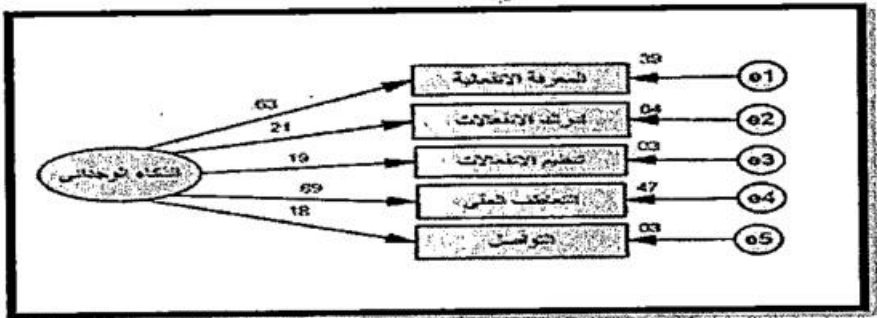 المعرفة الانفعالية
39
e1
63
04
e2
21
الانفعالات
تنظيم الانفعالات
03
e3
19
الذكاء الوجداني
69
47
e4
18
التواصل
03
e5